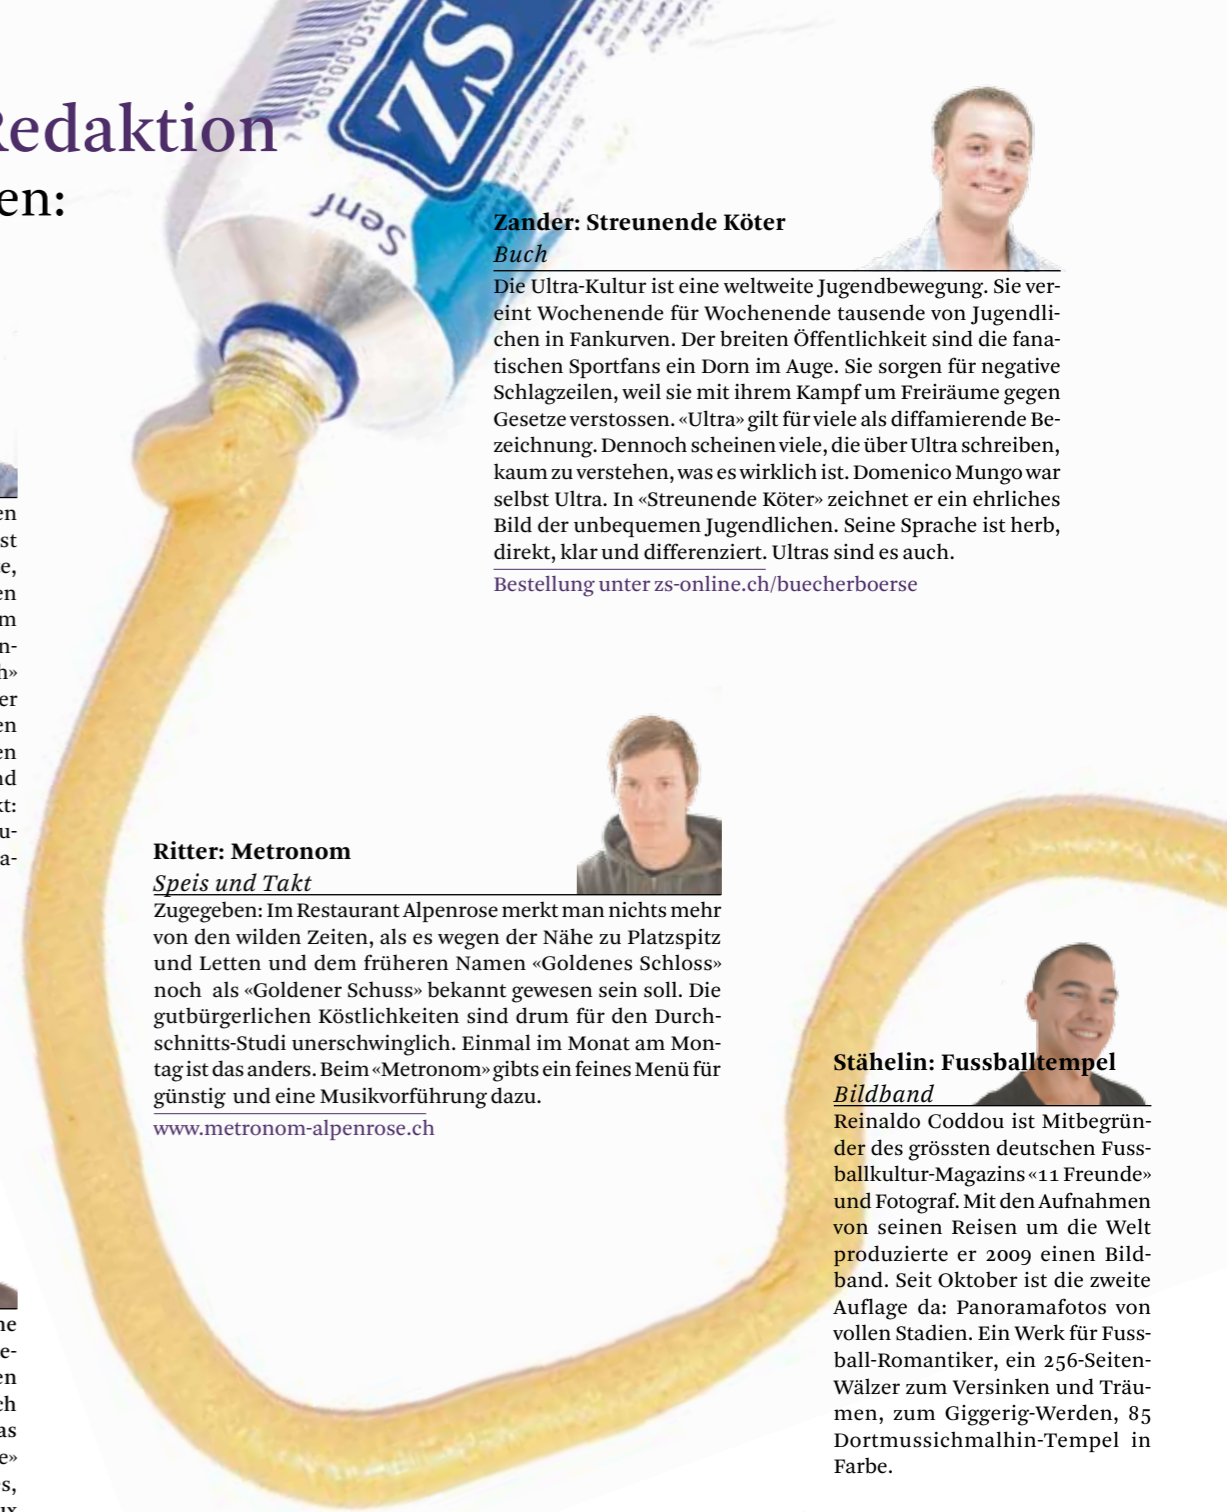 Redaktion
en:
ZS
Senf
Zander: Streunende Köter
Buch
Die Ultra-Kultur ist eine weltweite Jugendbewegung. Sie ver-
eint Wochenende für Wochenende tausende von Jugendli-
chen in Fankurven. Der breiten Öffentlichkeit sind die fana-
tischen Sportfans ein Dorn im Auge. Sie sorgen für negative
Schlagzeilen, weil sie mit ihrem Kampf um Freiräume gegen
Gesetze verstossen. «Ultra» gilt für viele als diffamierende Be-
zeichnung. Dennoch scheinen viele, die über Ultra schreiben,
kaum zu verstehen, was es wirklich ist. Domenico Mungo war
selbst Ultra. In «Streunende Köter» zeichnet er ein ehrliches
Bild der unbequemen Jugendlichen. Seine Sprache ist herb,
direkt, klar und differenziert. Ultras sind es auch.
Bestellung unter zs-online.ch/buecherboerse
en
st
e,
en
m
n-
h»
er
en
en
nd
kt:
u-
a-
Ritter: Metronom
Speis und Takt
Zugegeben: Im Restaurant Alpenrose merkt man nichts mehr
von den wilden Zeiten, als es wegen der Nähe zu Platzspitz
und Letten und dem früheren Namen «Goldenes Schloss»
noch als «Goldener Schuss» bekannt gewesen sein soll. Die
gutbürgerlichen Köstlichkeiten sind drum für den Durch-
schnitts-Studi unerschwinglich. Einmal im Monat am Mon-
tag ist das anders. Beim «Metronom» gibts ein feines Menü für
günstig und eine Musikvorführung dazu.
www.metronom-alpenrose.ch
Stähelin: Fussballtempel
Bildband
Reinaldo Coddou ist Mitbegrün-
der des grössten deutschen Fuss-
ballkultur-Magazins «11 Freunde»
und Fotograf. Mit den Aufnahmen
von seinen Reisen um die Welt
produzierte er 2009 einen Bild-
band. Seit Oktober ist die zweite
Auflage da: Panoramafotos von
vollen Stadien. Ein Werk für Fuss-
ball-Romantiker, ein 256-Seiten-
Wälzer zum Versinken und Träu-
men, zum Giggerig-Werden, 85
Dortmussichmalhin-Tempel in
Farbe.
ne
e-
en
ch
as
e»
s,
ux